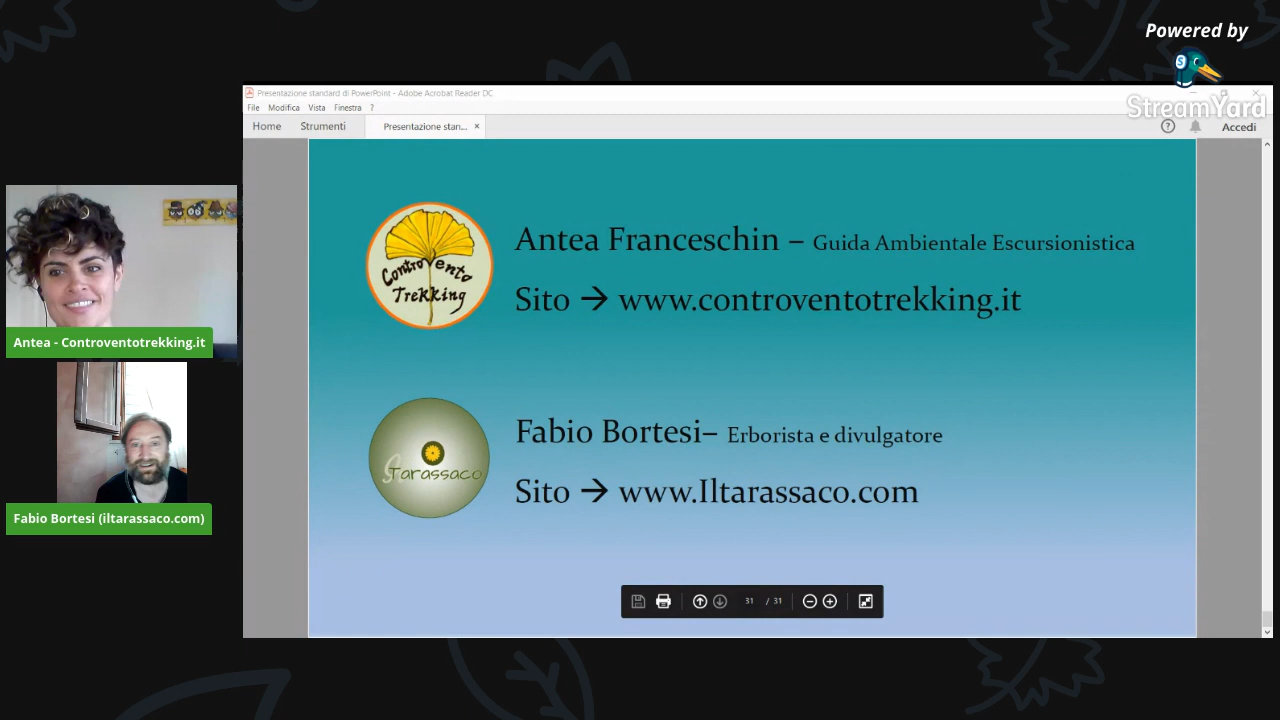 Powered by
StreamYard
Presentazione standard di PowerPoint - Adobe Acrobat Reader DC
File Modifica Vista Finestra ?
Home Strumenti Presentazione stan... × Accedi
Controvento
Trekking
Antea Franceschin – Guida Ambientale Escursionistica
Sito → www.controventotrekking.it
Antea - Controventotrekking.it
Tarassaco
Fabio Bortesi– Erborista e divulgatore
Sito → www.Iltarassaco.com
Fabio Bortesi (iltarassaco.com)
31 / 31